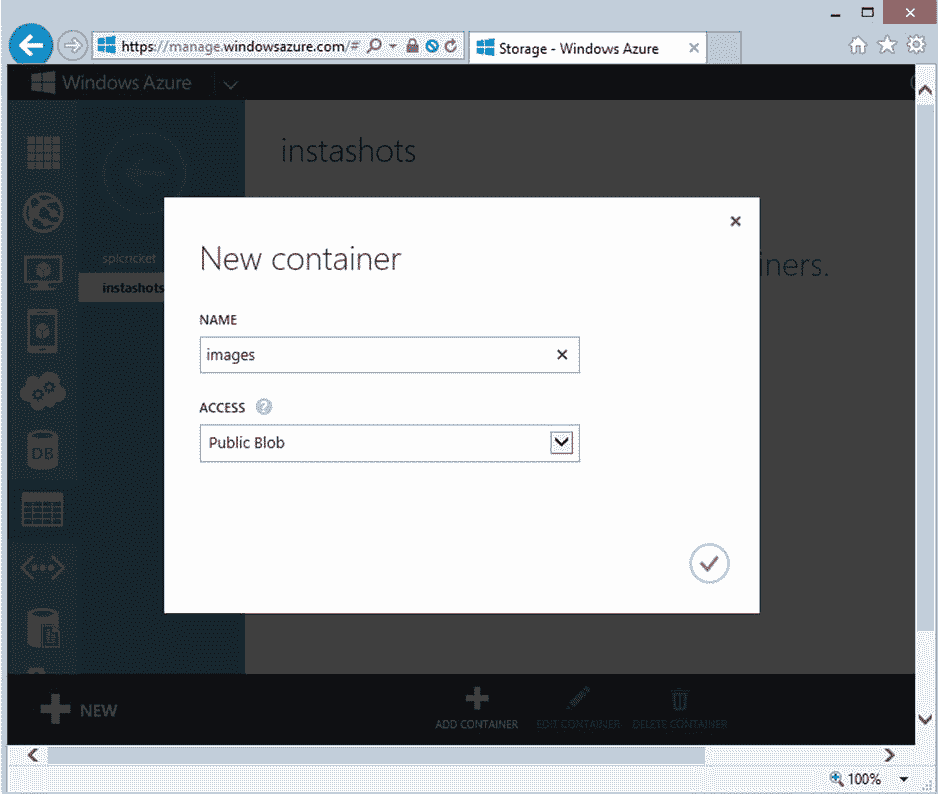 https://manage.windowsazure.com/#
Storage - Windows Azure
Windows Azure
instashots
spicricket
instashots
iners.
New container
NAME
images
ACCESS
Public Blob
DB
NEW
ADD CONTAINER
EDIT CONTAINER
DELETE CONTAINER
100%